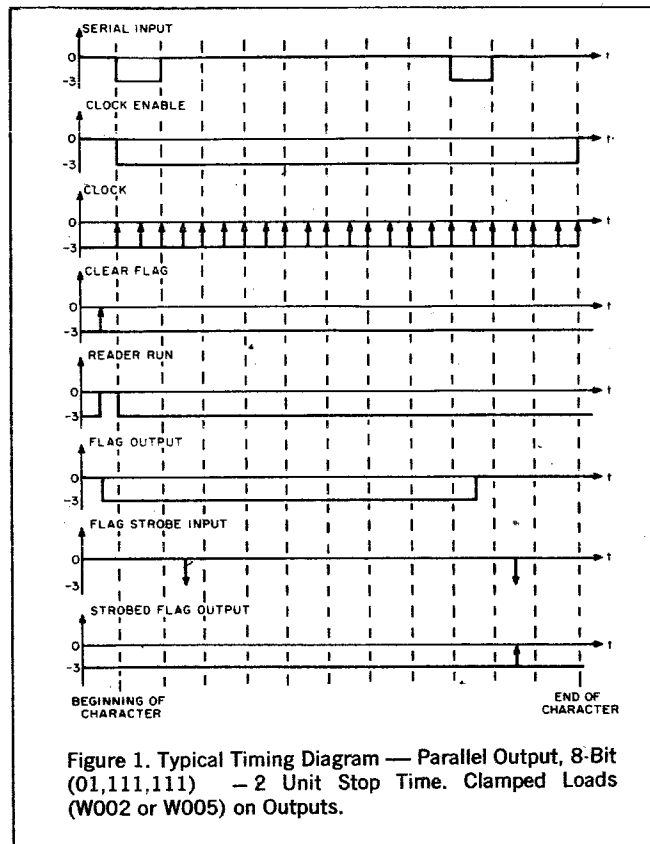 SERIAL INPUT
0
-3
t
CLOCK ENABLE
0
-3
t
CLOCK
0
-3
t
CLEAR FLAG
0
-3
t
READER RUN
0
-3
t
FLAG OUTPUT
0
-3
t
FLAG STROBE INPUT
0
-3
t
STROBED FLAG OUTPUT
0
-3
t
BEGINNING OF
CHARACTER
END OF
CHARACTER
Figure 1. Typical Timing Diagram — Parallel Output, 8-Bit
(01,111,111) — 2 Unit Stop Time. Clamped Loads
(W002 or W005) on Outputs.